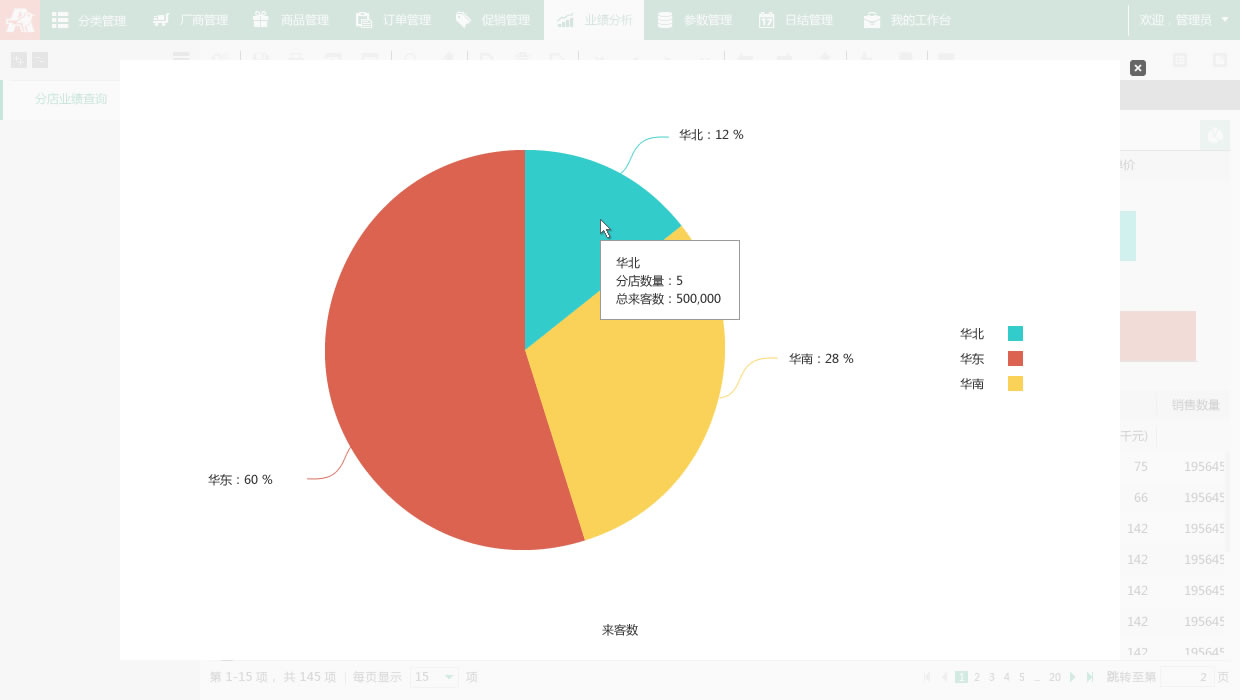 分类管理 厂商管理 商品管理 订单管理 促销管理 业绩分析 参数管理 日结管理 我的工作台 欢迎，管理员
分店业绩查询
华北：12 %
华北
分店数量：5
总来客数：500,000
华北
华东
华南
华南：28 %
华东：60 %
来客数
销售数量
千元)
75 195645
66 195645
142 195645
142 195645
142 195645
142 195645
142 195645
第 1-15 项， 共 145 项 每页显示 15 项 1 2 3 4 5 ... 20 跳转至第 2 页